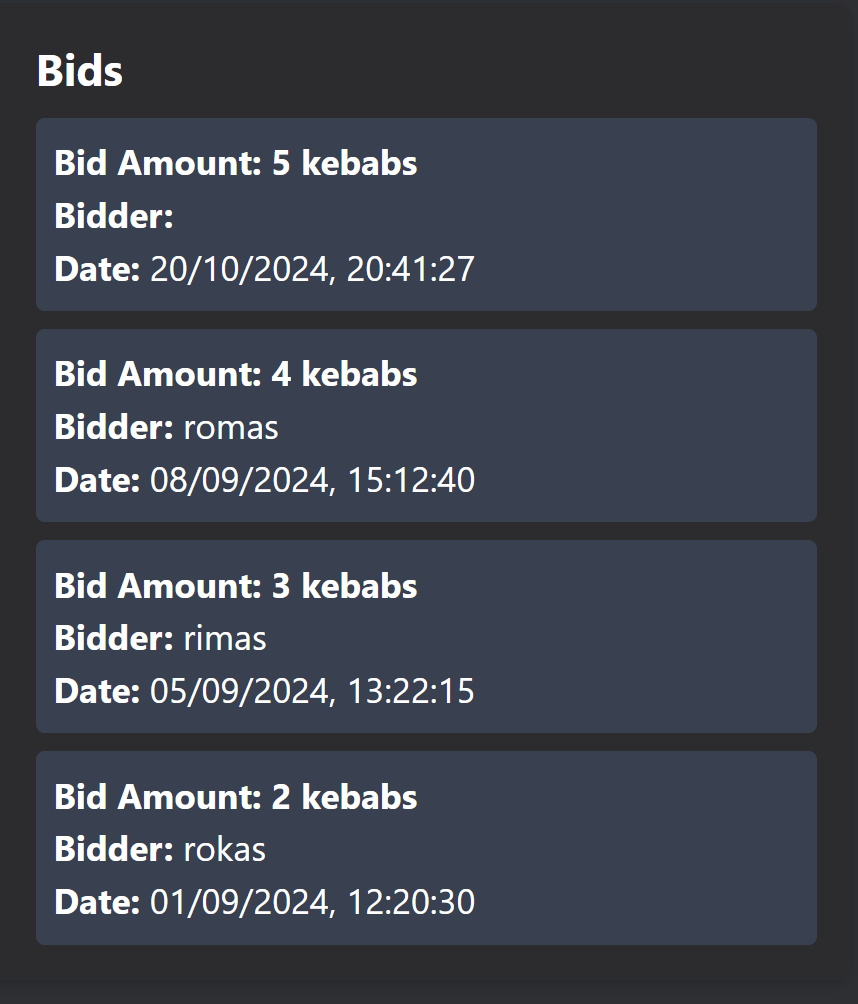 Bids
Bid Amount: 5 kebabs
Bidder:
Date: 20/10/2024, 20:41:27
Bid Amount: 4 kebabs
Bidder: romas
Date: 08/09/2024, 15:12:40
Bid Amount: 3 kebabs
Bidder: rimas
Date: 05/09/2024, 13:22:15
Bid Amount: 2 kebabs
Bidder: rokas
Date: 01/09/2024, 12:20:30